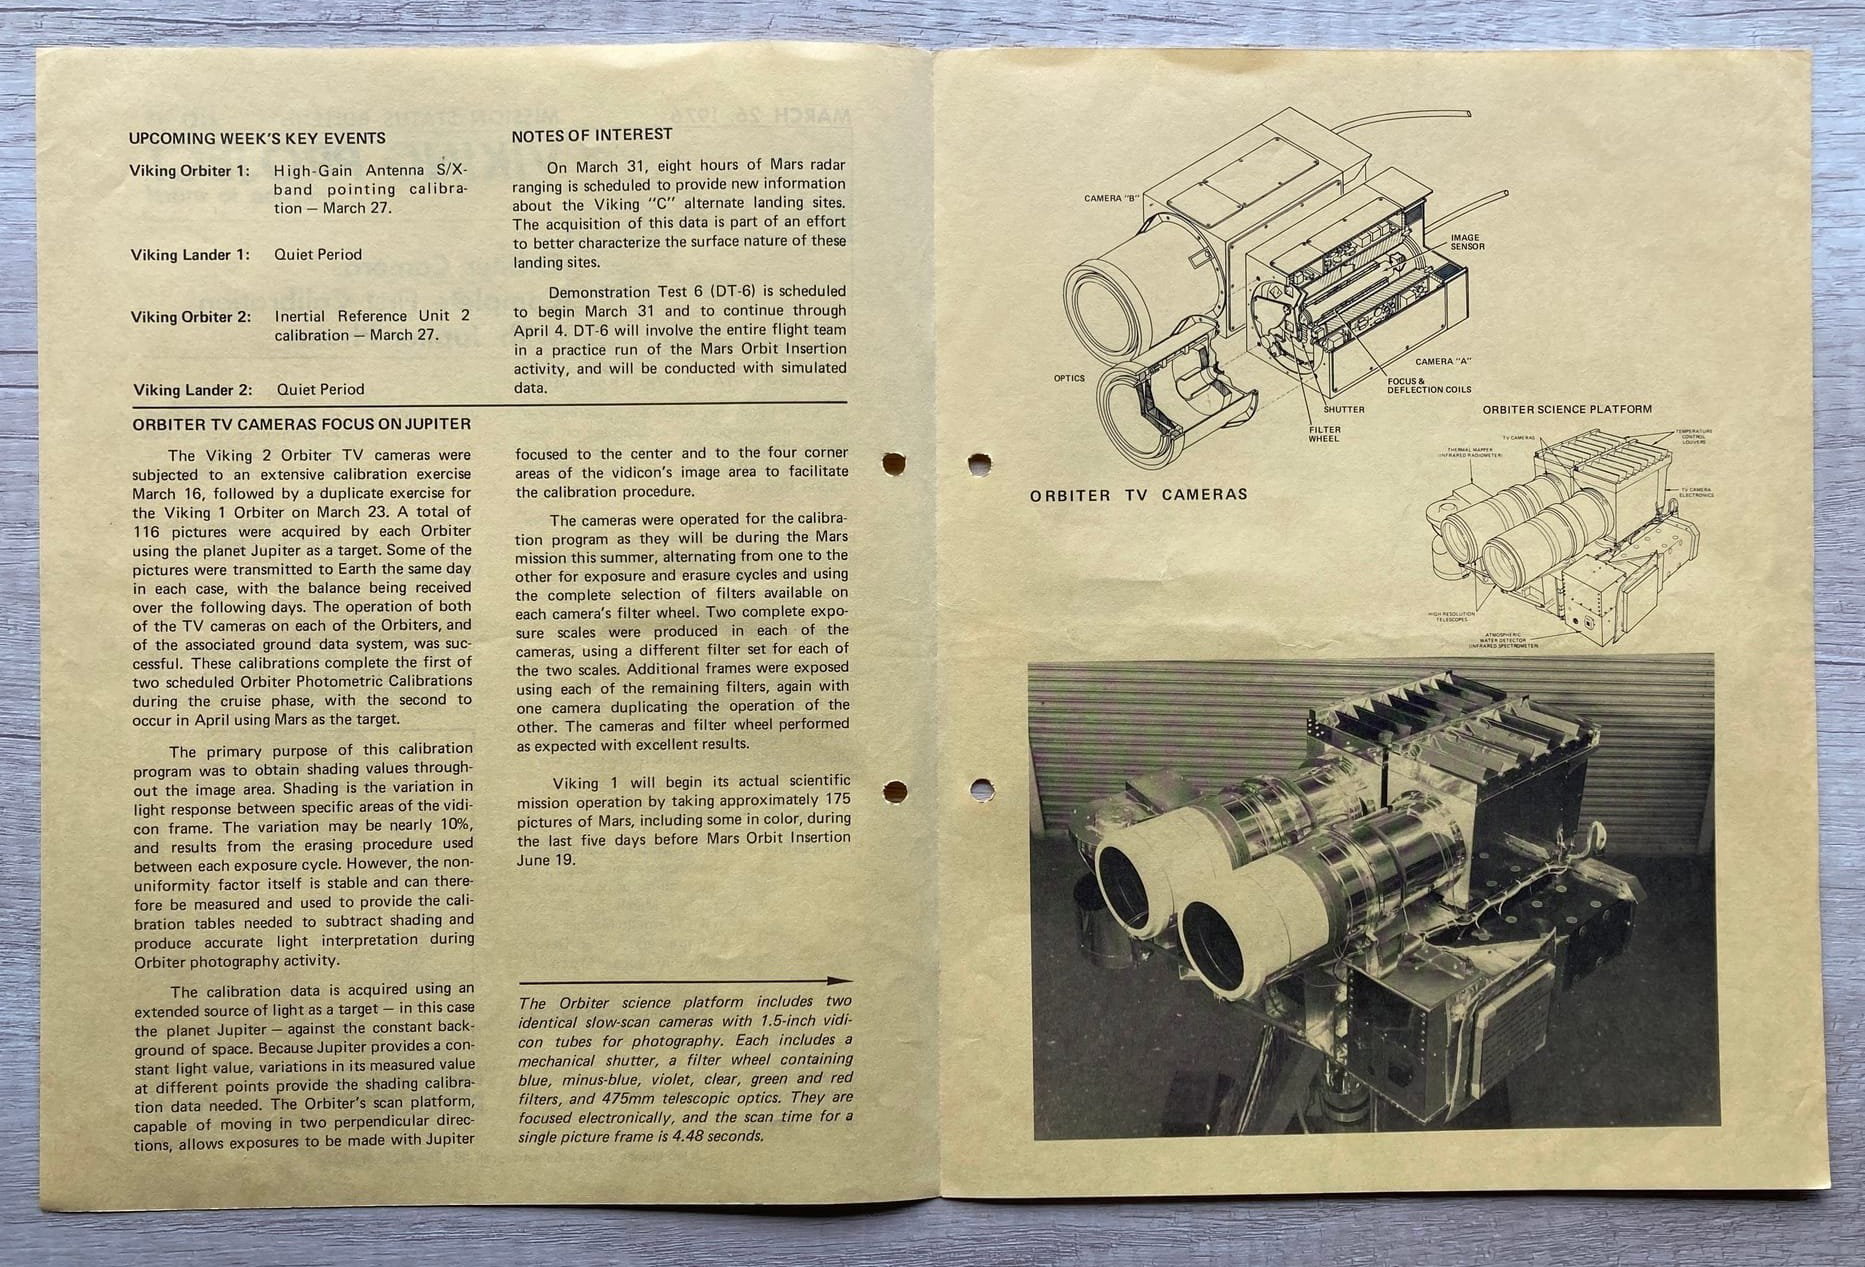 UPCOMING WEEK'S KEY EVENTS
Viking Orbiter 1: High-Gain Antenna S/X-
band pointing calibra-
tion — March 27.
Viking Lander 1: Quiet Period
Viking Orbiter 2: Inertial Reference Unit 2
calibration — March 27.
Viking Lander 2: Quiet Period
NOTES OF INTEREST
On March 31, eight hours of Mars radar
ranging is scheduled to provide new information
about the Viking "C" alternate landing sites.
The acquisition of this data is part of an effort
to better characterize the surface nature of these
landing sites.
Demonstration Test 6 (DT-6) is scheduled
to begin March 31 and to continue through
April 4. DT-6 will involve the entire flight team
in a practice run of the Mars Orbit Insertion
activity, and will be conducted with simulated
data.
ORBITER TV CAMERAS FOCUS ON JUPITER
The Viking 2 Orbiter TV cameras were
subjected to an extensive calibration exercise
March 16, followed by a duplicate exercise for
the Viking 1 Orbiter on March 23. A total of
116 pictures were acquired by each Orbiter
using the planet Jupiter as a target. Some of the
pictures were transmitted to Earth the same day
in each case, with the balance being received
over the following days. The operation of both
of the TV cameras on each of the Orbiters, and
of the associated ground data system, was suc-
cessful. These calibrations complete the first of
two scheduled Orbiter Photometric Calibrations
during the cruise phase, with the second to
occur in April using Mars as the target.
The primary purpose of this calibration
program was to obtain shading values through-
out the image area. Shading is the variation in
light response between specific areas of the vidi-
con frame. The variation may be nearly 10%,
and results from the erasing procedure used
between each exposure cycle. However, the non-
uniformity factor itself is stable and can there-
fore be measured and used to provide the cali-
bration tables needed to subtract shading and
produce accurate light interpretation during
Orbiter photography activity.
The calibration data is acquired using an
extended source of light as a target — in this case
the planet Jupiter — against the constant back-
ground of space. Because Jupiter provides a con-
stant light value, variations in its measured value
at different points provide the shading calibra-
tion data needed. The Orbiter's scan platform,
capable of moving in two perpendicular direc-
tions, allows exposures to be made with Jupiter
focused to the center and to the four corner
areas of the vidicon's image area to facilitate
the calibration procedure.
The cameras were operated for the calibra-
tion program as they will be during the Mars
mission this summer, alternating from one to the
other for exposure and erasure cycles and using
the complete selection of filters available on
each camera's filter wheel. Two complete expo-
sure scales were produced in each of the
cameras, using a different filter set for each of
the two scales. Additional frames were exposed
using each of the remaining filters, again with
one camera duplicating the operation of the
other. The cameras and filter wheel performed
as expected with excellent results.
Viking 1 will begin its actual scientific
mission operation by taking approximately 175
pictures of Mars, including some in color, during
the last five days before Mars Orbit Insertion
June 19.
The Orbiter science platform includes two
identical slow-scan cameras with 1.5-inch vidi-
con tubes for photography. Each includes a
mechanical shutter, a filter wheel containing
blue, minus-blue, violet, clear, green and red
filters, and 475mm telescopic optics. They are
focused electronically, and the scan time for a
single picture frame is 4.48 seconds.
CAMERA "B"
IMAGE
SENSOR
CAMERA "A"
OPTICS
FOCUS &
DEFLECTION COILS
SHUTTER
FILTER
WHEEL
ORBITER TV CAMERAS
ORBITER SCIENCE PLATFORM
TV CAMERAS
TEMPERATURE
CONTROL
LOUVERS
THERMAL MAPPER
(INFRARED RADIOMETER)
TV CAMERA
ELECTRONICS
HIGH RESOLUTION
TELESCOPES
ATMOSPHERIC
WATER DETECTOR
(INFRARED SPECTROMETER)